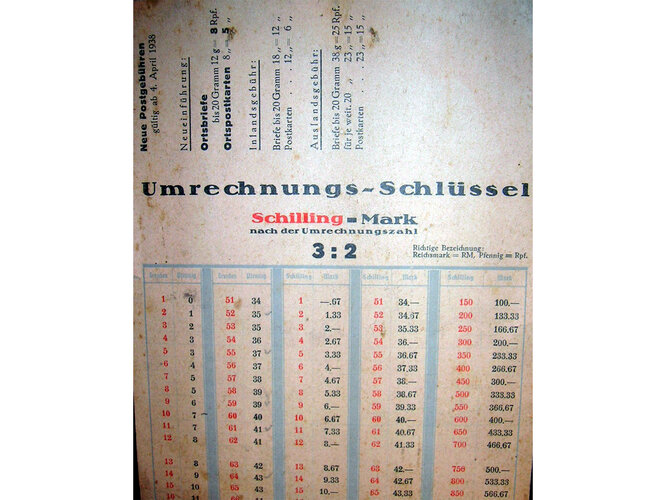 Neue Postgebühren
gültig ab 4. April 1938
Neueinführung:
Ortsbriefe
bis 20 Gramm 12 g = 8 Rpf.
Ortspostkarten 8 „ = 5 „
Inlandsgebühr:
Briefe bis 20 Gramm 18 „ = 12 „
Postkarten . . . 12 „ = 6 „
Auslandsgebühr:
Briefe bis 20 Gramm 38 g = 25 Rpf.
für je weit. 20 „ 23 „ = 15 „
Postkarten . . . 23 „ = 15 „
Umrechnungs-Schlüssel
Schilling = Mark
nach der Umrechnungszahl
3 : 2
Richtige Bezeichnung:
Reichsmark = RM, Pfennig = Rpf.
Groschen Pfennig Groschen Pfennig Schilling Mark Schilling Mark Schilling Mark
1 0 51 34 1 —.67 51 34.— 150 100.—
2 1 52 35 2 1.33 52 34.67 200 133.33
3 2 53 35 3 2.— 53 35.33 250 166.67
4 3 54 36 4 2.67 54 36.— 300 200.—
5 3 55 37 5 3.33 55 36.67 350 233.33
6 4 56 37 6 4.— 56 37.33 400 266.67
7 5 57 38 7 4.67 57 38.— 450 300.—
8 5 58 39 8 5.33 58 38.67 500 333.33
9 6 59 39 9 6.— 59 39.33 550 366.67
10 7 60 40 10 6.67 60 40.— 600 400.—
11 7 61 41 11 7.33 61 40.67 650 433.33
12 8 62 41 12 8.— 62 41.33 700 466.67
13 8 63 42 13 8.67 63 42.— 750 500.—
14 9 64 43 14 9.33 64 42.67 800 533.33
15 10 65 43 15 10.— 65 43.33 850 566.67